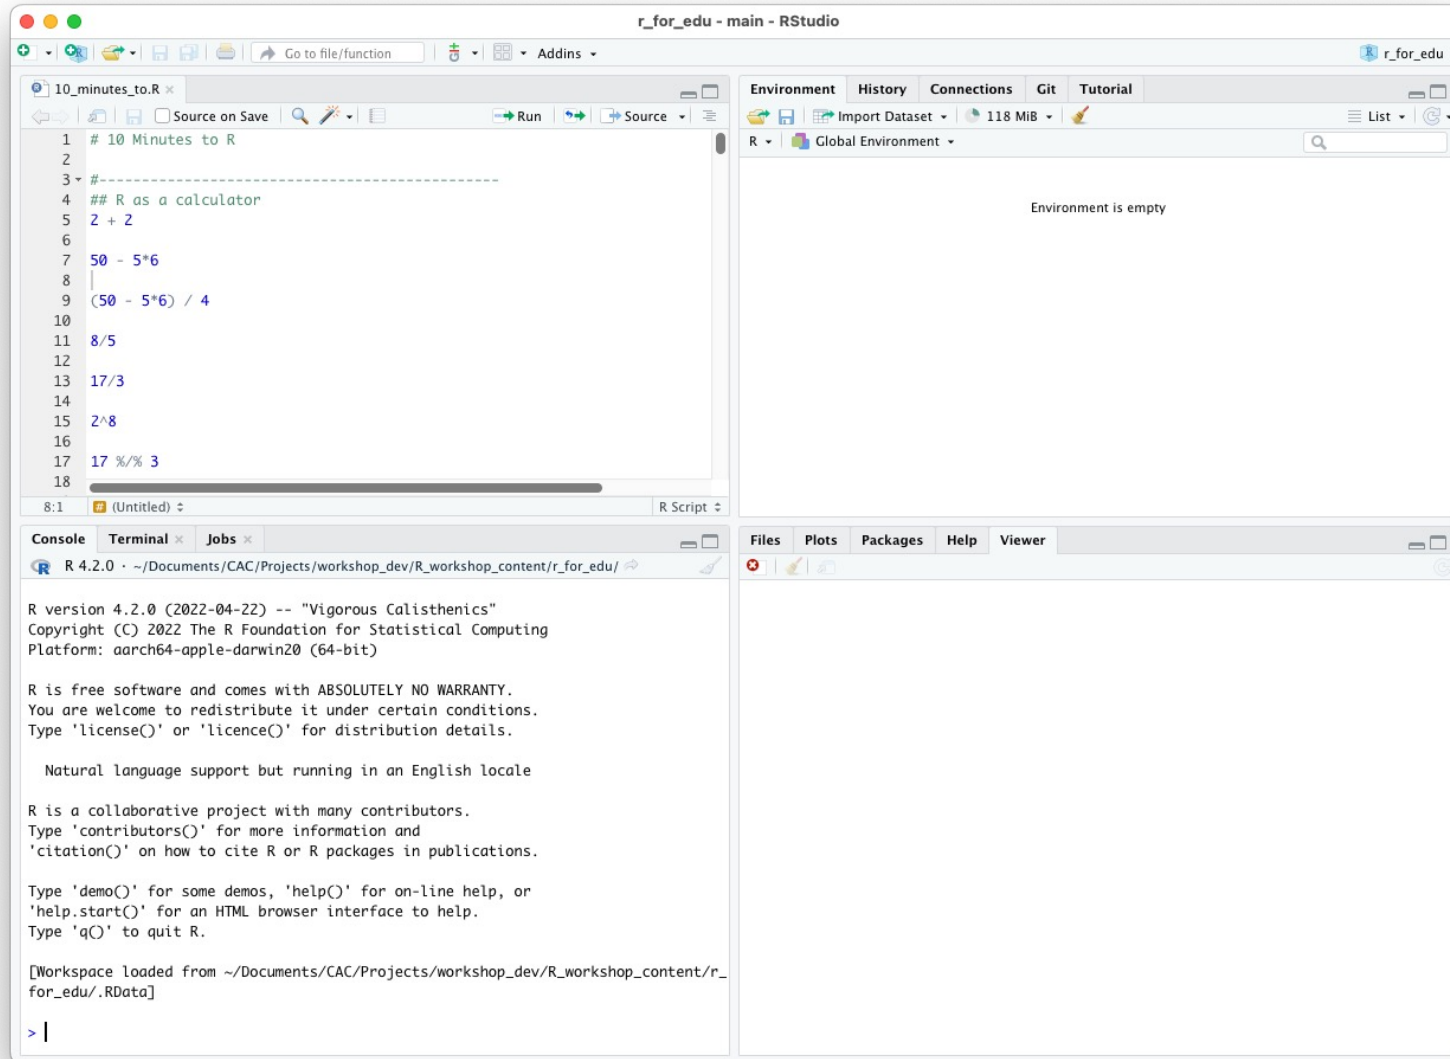 r_for_edu - main - RStudio
Go to file/function
Addins
r_for_edu
10_minutes_to.R
Source on Save
Run
Source
1 # 10 Minutes to R
2
3 #-----------------------------------------------
4 ## R as a calculator
5 2 + 2
6
7 50 - 5*6
8
9 (50 - 5*6) / 4
10
11 8/5
12
13 17/3
14
15 2^8
16
17 17 %/% 3
18
8:1 # (Untitled) R Script
Environment History Connections Git Tutorial
Import Dataset 118 MiB List
R Global Environment
Environment is empty
Console Terminal Jobs
R 4.2.0 · ~/Documents/CAC/Projects/workshop_dev/R_workshop_content/r_for_edu/
R version 4.2.0 (2022-04-22) -- "Vigorous Calisthenics"
Copyright (C) 2022 The R Foundation for Statistical Computing
Platform: aarch64-apple-darwin20 (64-bit)
R is free software and comes with ABSOLUTELY NO WARRANTY.
You are welcome to redistribute it under certain conditions.
Type 'license()' or 'licence()' for distribution details.
Natural language support but running in an English locale
R is a collaborative project with many contributors.
Type 'contributors()' for more information and
'citation()' on how to cite R or R packages in publications.
Type 'demo()' for some demos, 'help()' for on-line help, or
'help.start()' for an HTML browser interface to help.
Type 'q()' to quit R.
[Workspace loaded from ~/Documents/CAC/Projects/workshop_dev/R_workshop_content/r_
for_edu/.RData]
>
Files Plots Packages Help Viewer